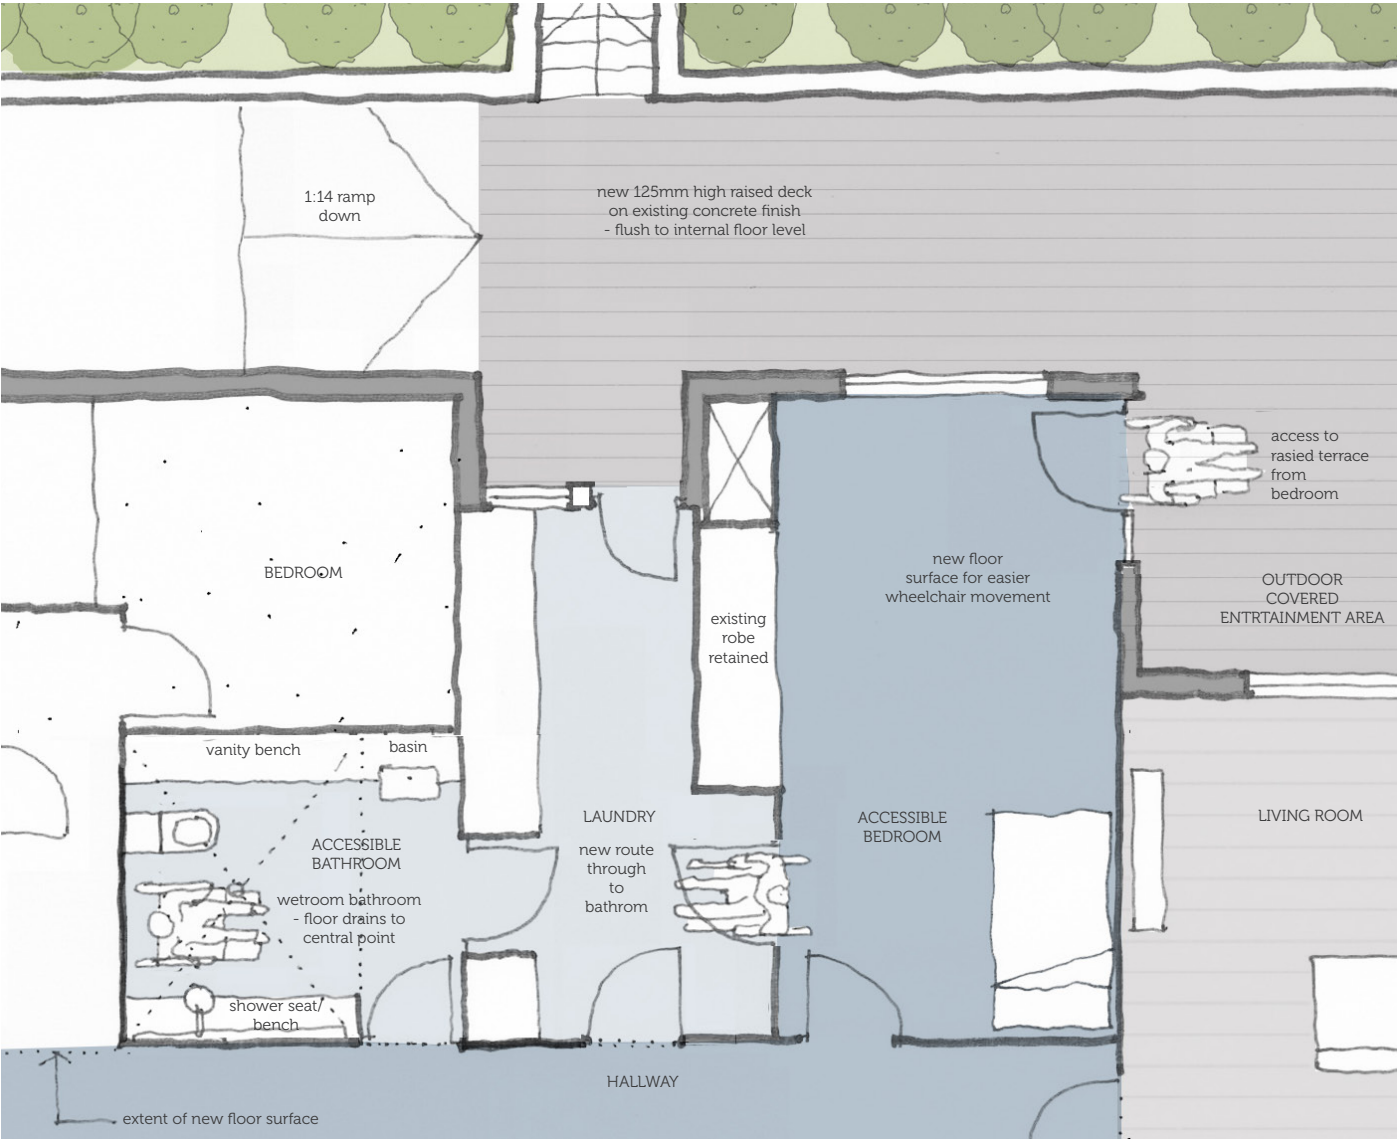 1:14 ramp
down
new 125mm high raised deck
on existing concrete finish
- flush to internal floor level
access to
rasied terrace
from
bedroom
BEDROOM
new floor
surface for easier
wheelchair movement
OUTDOOR
COVERED
ENTRTAINMENT AREA
existing
robe
retained
vanity bench
basin
LAUNDRY
new route
through
to
bathrom
ACCESSIBLE
BEDROOM
LIVING ROOM
ACCESSIBLE
BATHROOM
wetroom bathroom
- floor drains to
central point
shower seat/
bench
HALLWAY
extent of new floor surface